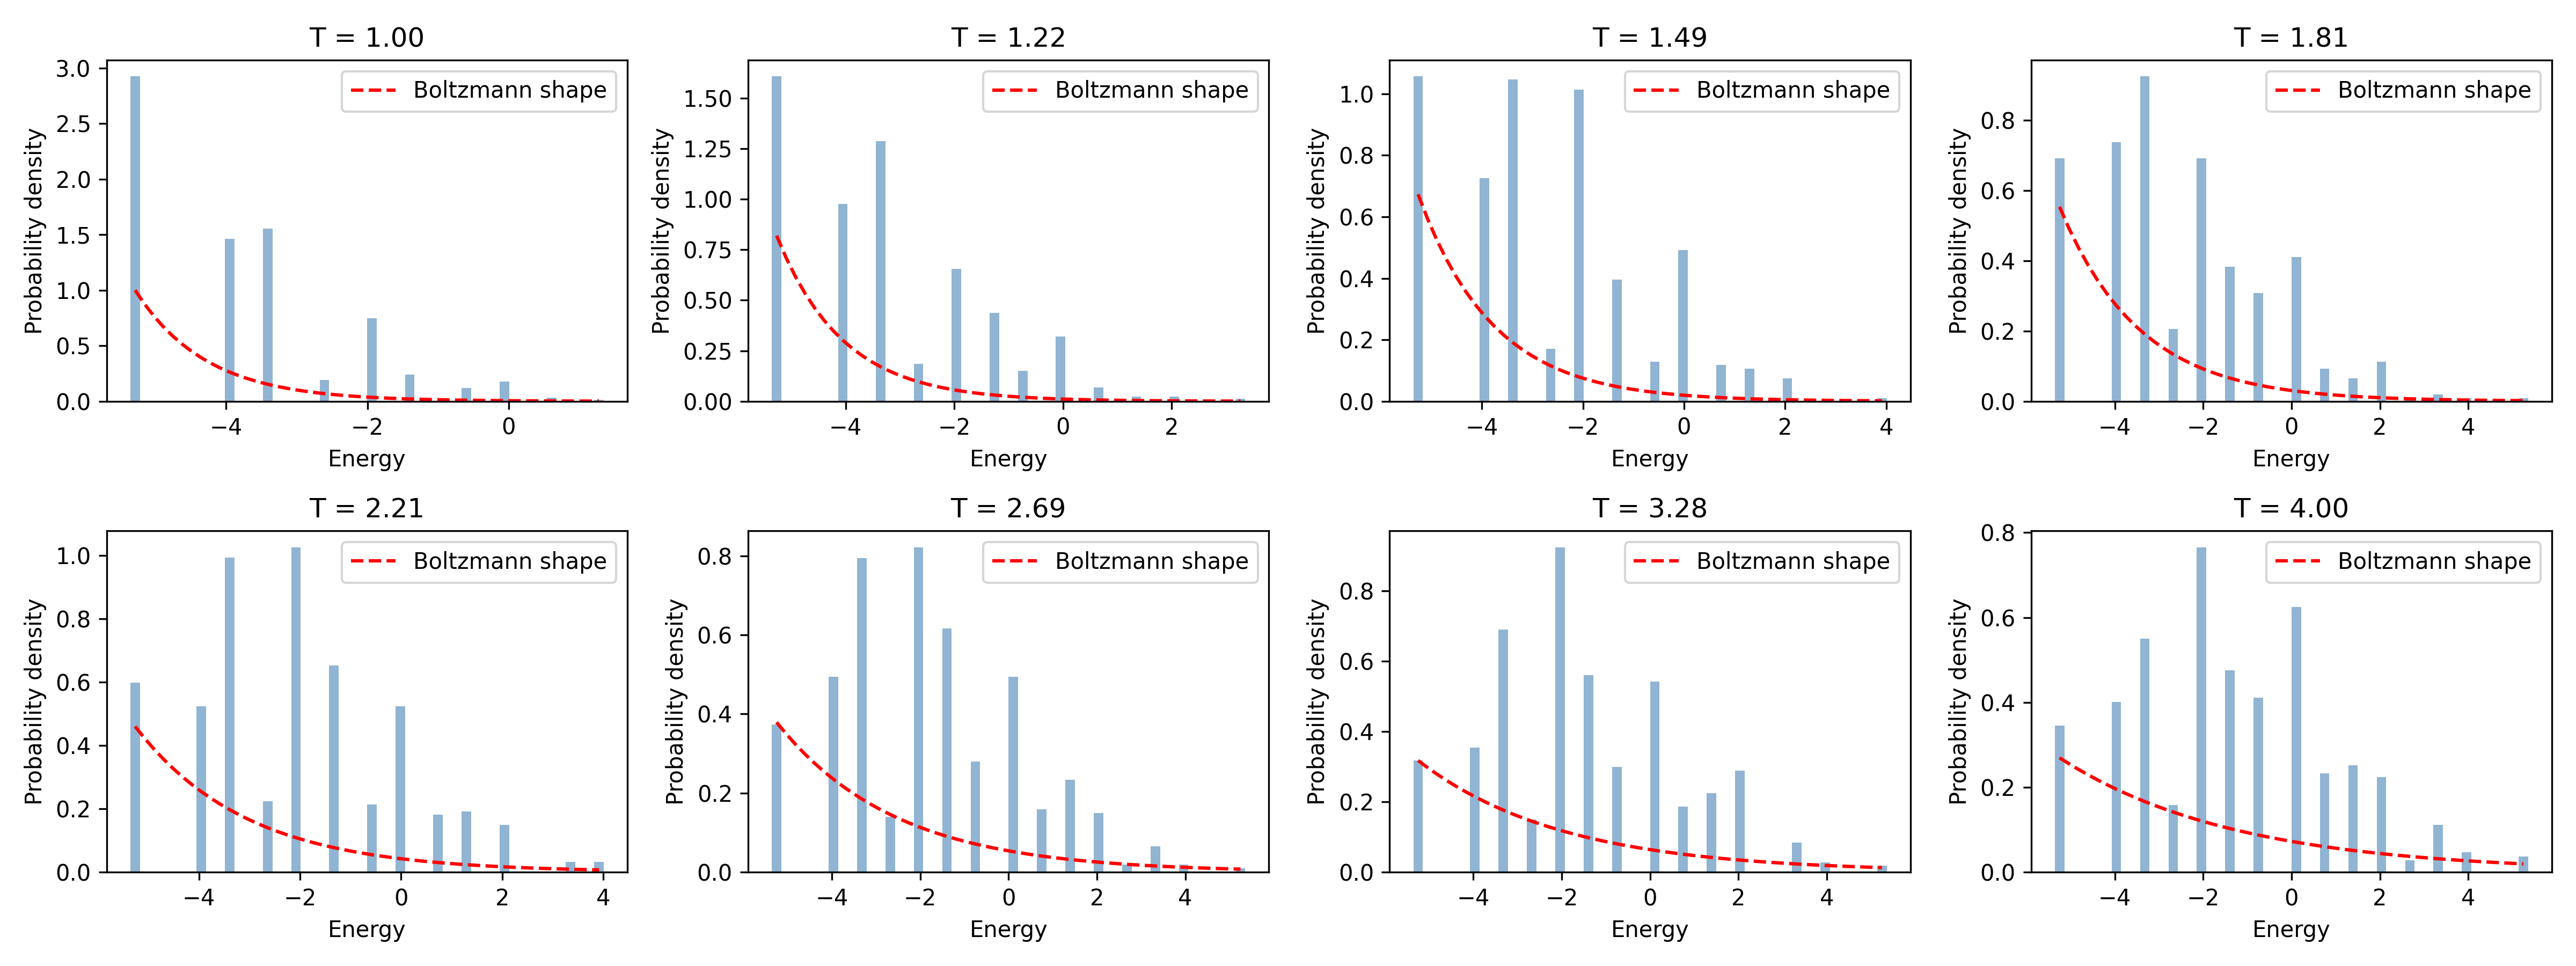 T = 1.00
Probability density
3.0
2.5
2.0
1.5
1.0
0.5
0.0
Boltzmann shape
−4 −2 0
Energy
T = 1.22
Probability density
1.50
1.25
1.00
0.75
0.50
0.25
0.00
Boltzmann shape
−4 −2 0 2
Energy
T = 1.49
Probability density
1.0
0.8
0.6
0.4
0.2
0.0
Boltzmann shape
−4 −2 0 2 4
Energy
T = 1.81
Probability density
0.8
0.6
0.4
0.2
0.0
Boltzmann shape
−4 −2 0 2 4
Energy
T = 2.21
Probability density
1.0
0.8
0.6
0.4
0.2
0.0
Boltzmann shape
−4 −2 0 2 4
Energy
T = 2.69
Probability density
0.8
0.6
0.4
0.2
0.0
Boltzmann shape
−4 −2 0 2 4
Energy
T = 3.28
Probability density
0.8
0.6
0.4
0.2
0.0
Boltzmann shape
−4 −2 0 2 4
Energy
T = 4.00
Probability density
0.8
0.6
0.4
0.2
0.0
Boltzmann shape
−4 −2 0 2 4
Energy